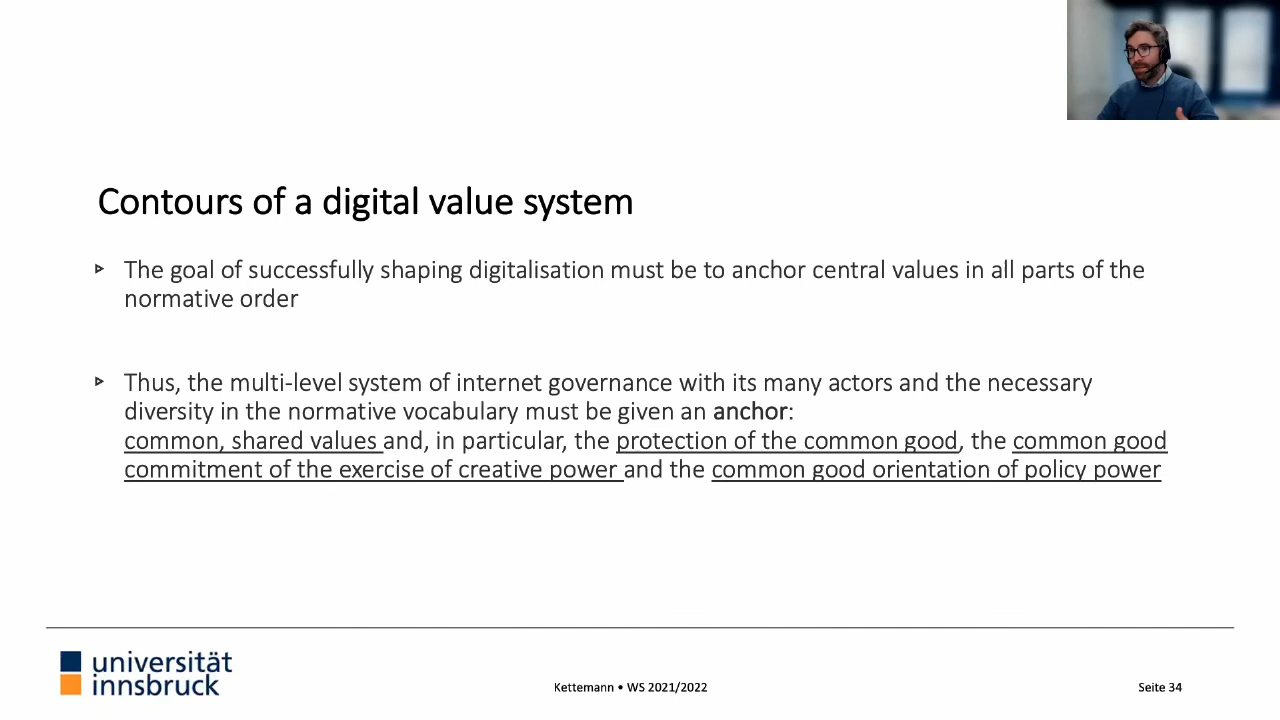 Contours of a digital value system
The goal of successfully shaping digitalisation must be to anchor central values in all parts of the
normative order
Thus, the multi-level system of internet governance with its many actors and the necessary
diversity in the normative vocabulary must be given an anchor:
common, shared values and, in particular, the protection of the common good, the common good
commitment of the exercise of creative power and the common good orientation of policy power
universität
innsbruck
Kettemann • WS 2021/2022
Seite 34